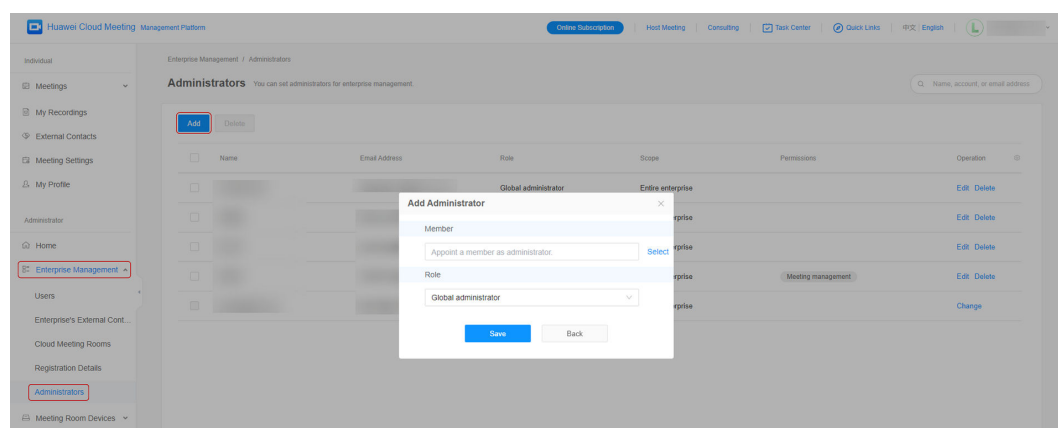 Huawei Cloud Meeting Management Platform
Online Subscription
Host Meeting
Consulting
Task Center
Quick Links
中文 English
L
Individual
Meetings
My Recordings
External Contacts
Meeting Settings
My Profile
Administrator
Home
Enterprise Management
Users
Enterprise's External Cont...
Cloud Meeting Rooms
Registration Details
Administrators
Meeting Room Devices
Enterprise Management / Administrators
Administrators You can set administrators for enterprise management.
Name, account, or email address
Add Delete
Name Email Address Role Scope Permissions Operation
Global administrator Entire enterprise Edit Delete
rprise Edit Delete
rprise Edit Delete
rprise Meeting management Edit Delete
rprise Change
Add Administrator
Member
Appoint a member as administrator. Select
Role
Global administrator
Save Back